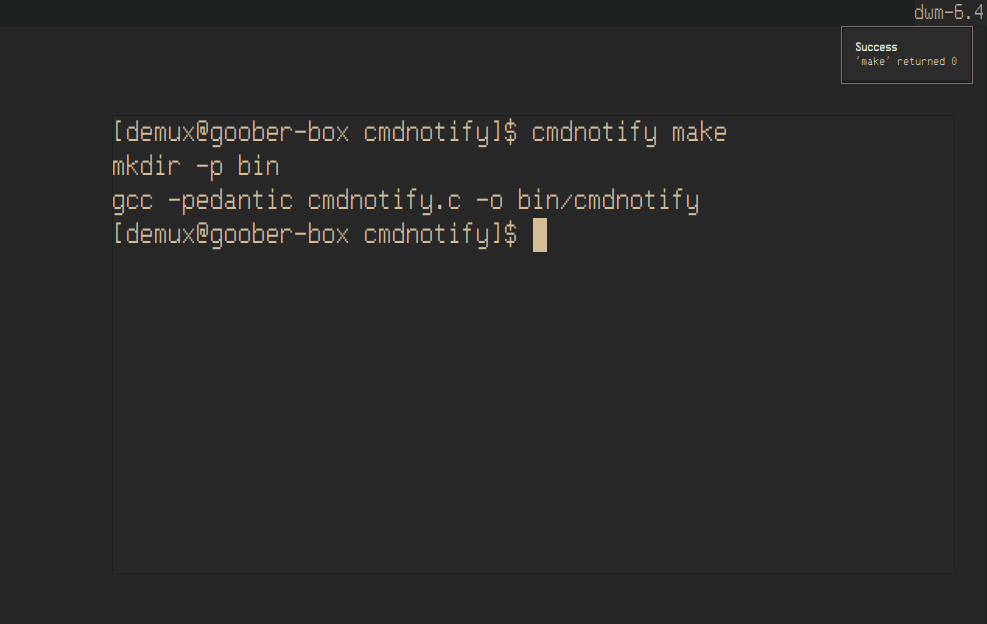 dwm-6.4
Success
'make' returned 0
[demux@goober-box cmdnotify]$ cmdnotify make
mkdir -p bin
gcc -pedantic cmdnotify.c -o bin/cmdnotify
[demux@goober-box cmdnotify]$